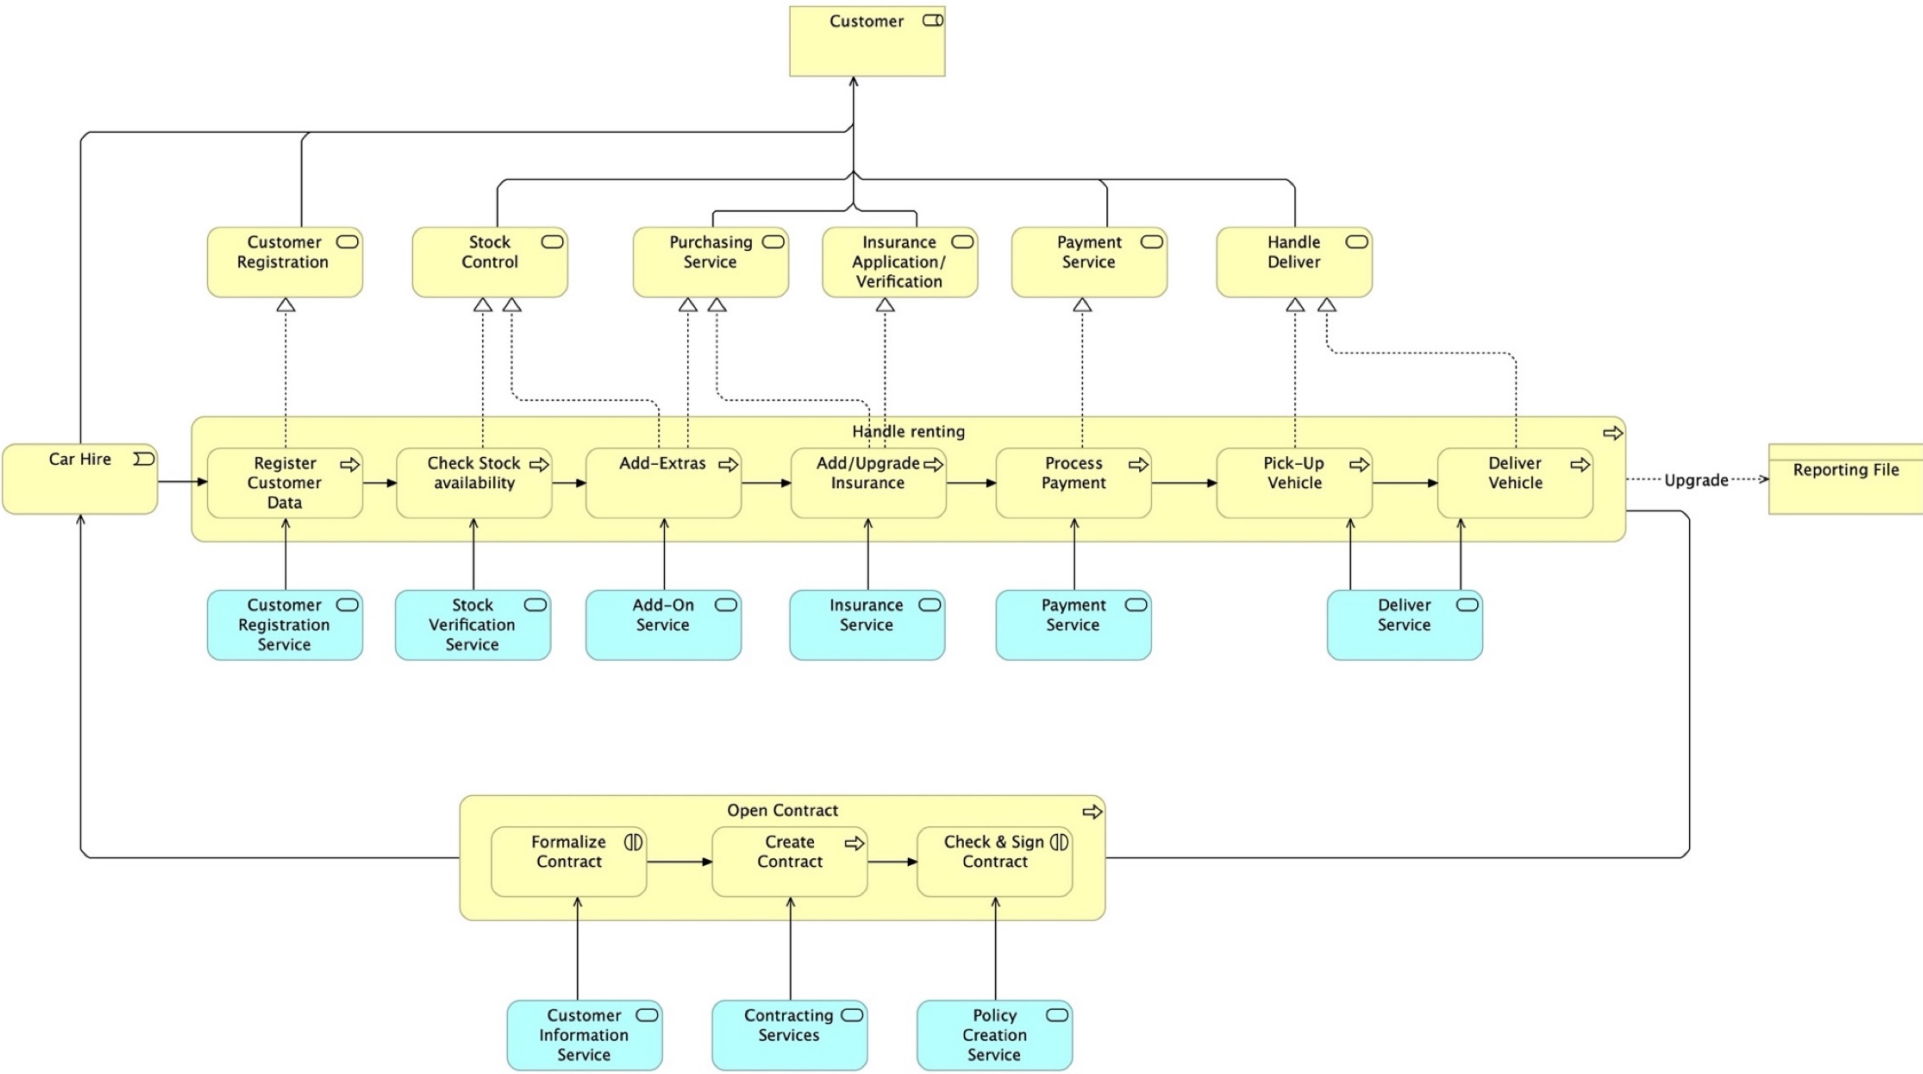 Customer
Customer
Registration
Stock
Control
Purchasing
Service
Insurance
Application/
Verification
Payment
Service
Handle
Deliver
Handle renting
Car Hire
Register
Customer
Data
Check Stock
availability
Add-Extras
Add/Upgrade
Insurance
Process
Payment
Pick-Up
Vehicle
Deliver
Vehicle
Upgrade
Reporting File
Customer
Registration
Service
Stock
Verification
Service
Add-On
Service
Insurance
Service
Payment
Service
Deliver
Service
Open Contract
Formalize
Contract
Create
Contract
Check & Sign
Contract
Customer
Information
Service
Contracting
Services
Policy
Creation
Service